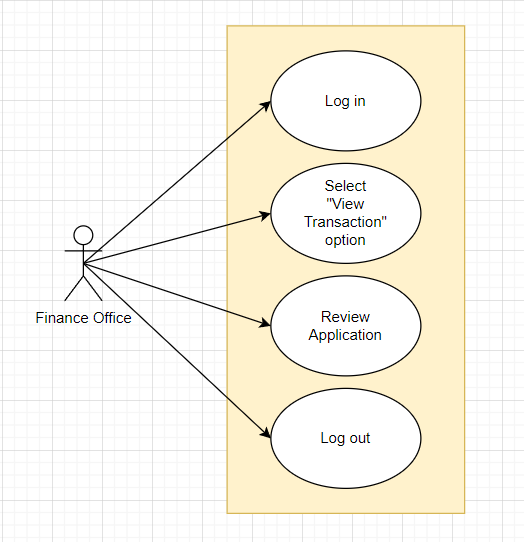 Log in
Select
"View
Transaction"
option
Finance Office
Review
Application
Log out